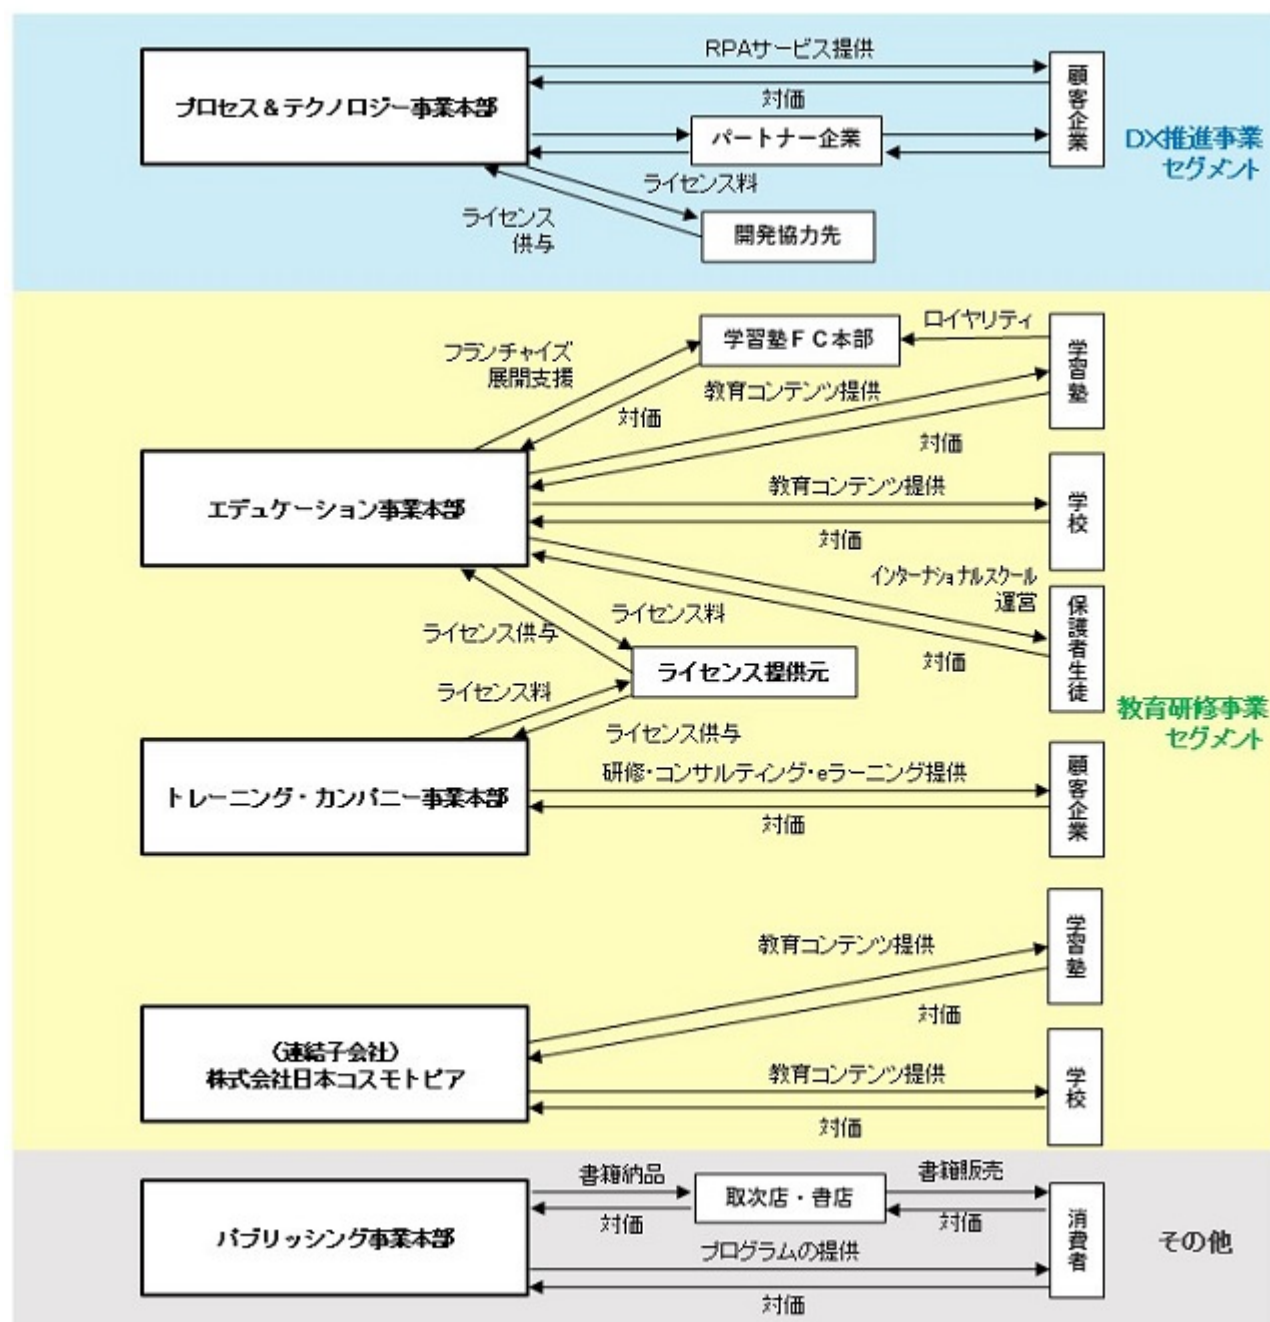 RPAサービス提供
プロセス＆テクノロジー事業本部
対価
パートナー企業
顧客企業
DX推進事業
セグメント
ライセンス料
ライセンス
供与
開発協力先
ロイヤリティ
学習塾ＦＣ本部
学習塾
フランチャイズ
展開支援
教育コンテンツ提供
対価
対価
エデュケーション事業本部
教育コンテンツ提供
学校
対価
インターナショナルスクール
運営
ライセンス料
ライセンス供与
対価
保護者生徒
ライセンス提供元
ライセンス料
ライセンス供与
教育研修事業
セグメント
研修・コンサルティング・eラーニング提供
トレーニング・カンパニー事業本部
対価
顧客企業
教育コンテンツ提供
学習塾
対価
（連結子会社）
株式会社日本コスモトピア
教育コンテンツ提供
学校
対価
書籍納品
書籍販売
取次店・書店
対価
対価
パブリッシング事業本部
プログラムの提供
消費者
その他
対価